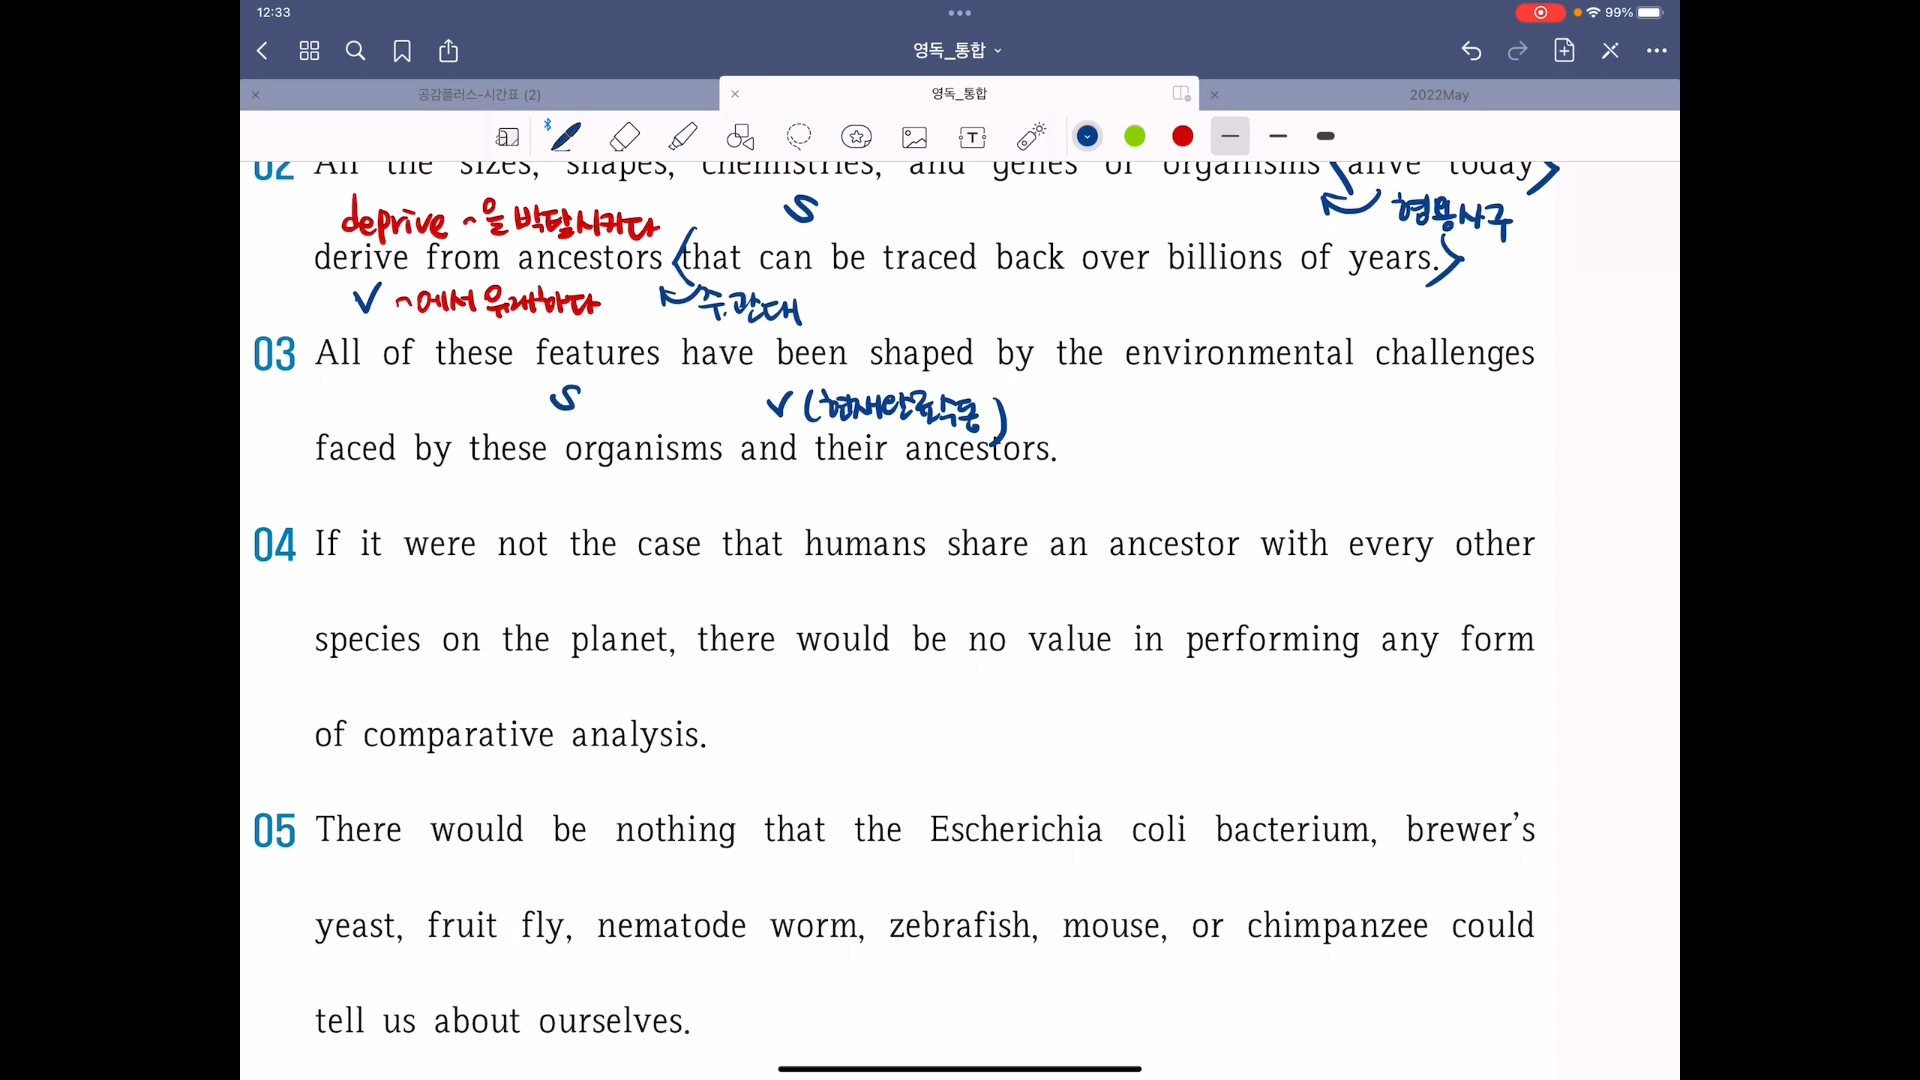 12:33
99%
영독_통합
공감플러스-시간표 (2)
영독_통합
2022May
02 All the sizes, shapes, chemistries, and genes of organisms alive today
deprive ~을 박탈시키다
S
형용사구
derive from ancestors that can be traced back over billions of years.
V ~에서 유래하다
주.관대
03 All of these features have been shaped by the environmental challenges
S
V (현재완료수동)
faced by these organisms and their ancestors.
04 If it were not the case that humans share an ancestor with every other
species on the planet, there would be no value in performing any form
of comparative analysis.
05 There would be nothing that the Escherichia coli bacterium, brewer's
yeast, fruit fly, nematode worm, zebrafish, mouse, or chimpanzee could
tell us about ourselves.